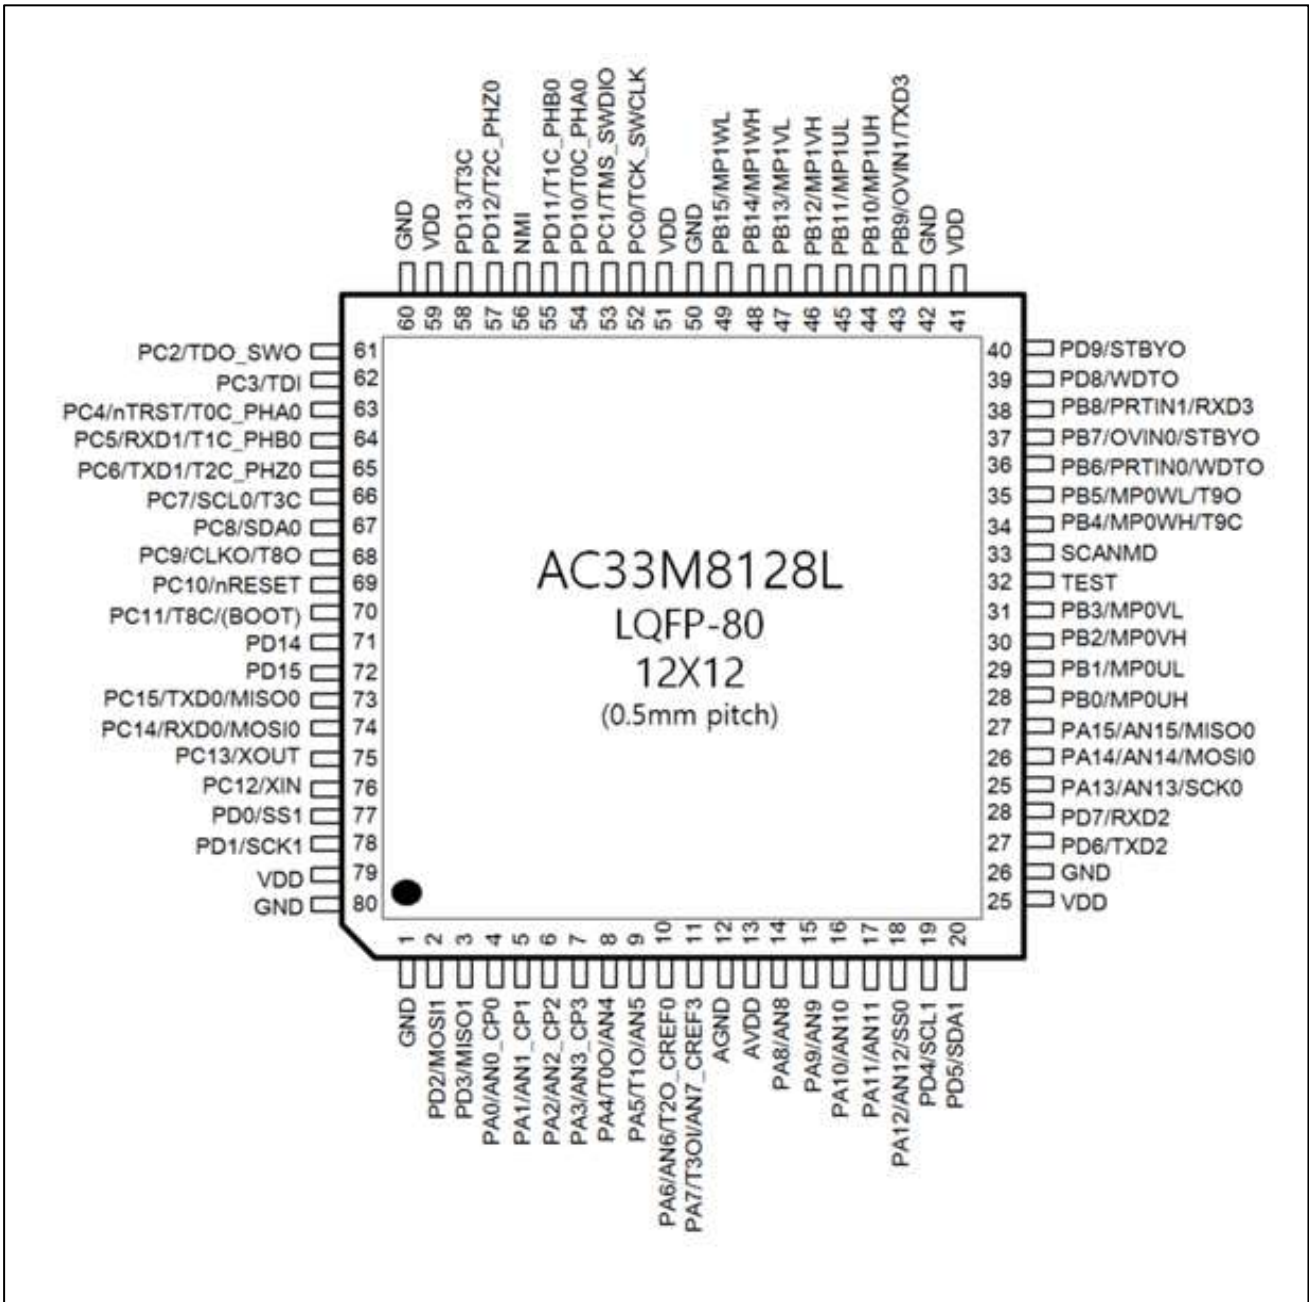 GND
VDD
PD13/T3C
PD12/T2C_PHZ0
NMI
PD11/T1C_PHB0
PD10/T0C_PHA0
PC1/TMS_SWDIO
PC0/TCK_SWCLK
VDD
GND
PB15/MP1WL
PB14/MP1WH
PB13/MP1VL
PB12/MP1VH
PB11/MP1UL
PB10/MP1UH
PB9/OVIN1/TXD3
GND
VDD
60 59 58 57 56 55 54 53 52 51 50 49 48 47 46 45 44 43 42 41
PC2/TDO_SWO 61
PC3/TDI 62
PC4/nTRST/T0C_PHA0 63
PC5/RXD1/T1C_PHB0 64
PC6/TXD1/T2C_PHZ0 65
PC7/SCL0/T3C 66
PC8/SDA0 67
PC9/CLKO/T8O 68
PC10/nRESET 69
PC11/T8C/(BOOT) 70
PD14 71
PD15 72
PC15/TXD0/MISO0 73
PC14/RXD0/MOSI0 74
PC13/XOUT 75
PC12/XIN 76
PD0/SS1 77
PD1/SCK1 78
VDD 79
GND 80
AC33M8128L
LQFP-80
12X12
(0.5mm pitch)
40 PD9/STBYO
39 PD8/WDTO
38 PB8/PRTIN1/RXD3
37 PB7/OVIN0/STBYO
36 PB6/PRTIN0/WDTO
35 PB5/MP0WL/T9O
34 PB4/MP0WH/T9C
33 SCANMD
32 TEST
31 PB3/MP0VL
30 PB2/MP0VH
29 PB1/MP0UL
28 PB0/MP0UH
27 PA15/AN15/MISO0
26 PA14/AN14/MOSI0
25 PA13/AN13/SCK0
28 PD7/RXD2
27 PD6/TXD2
26 GND
25 VDD
1 2 3 4 5 6 7 8 9 10 11 12 13 14 15 16 17 18 19 20
GND
PD2/MOSI1
PD3/MISO1
PA0/AN0_CP0
PA1/AN1_CP1
PA2/AN2_CP2
PA3/AN3_CP3
PA4/T0O/AN4
PA5/T1O/AN5
PA6/AN6/T2O_CREF0
PA7/T3OI/AN7_CREF3
AGND
AVDD
PA8/AN8
PA9/AN9
PA10/AN10
PA11/AN11
PA12/AN12/SS0
PD4/SCL1
PD5/SDA1